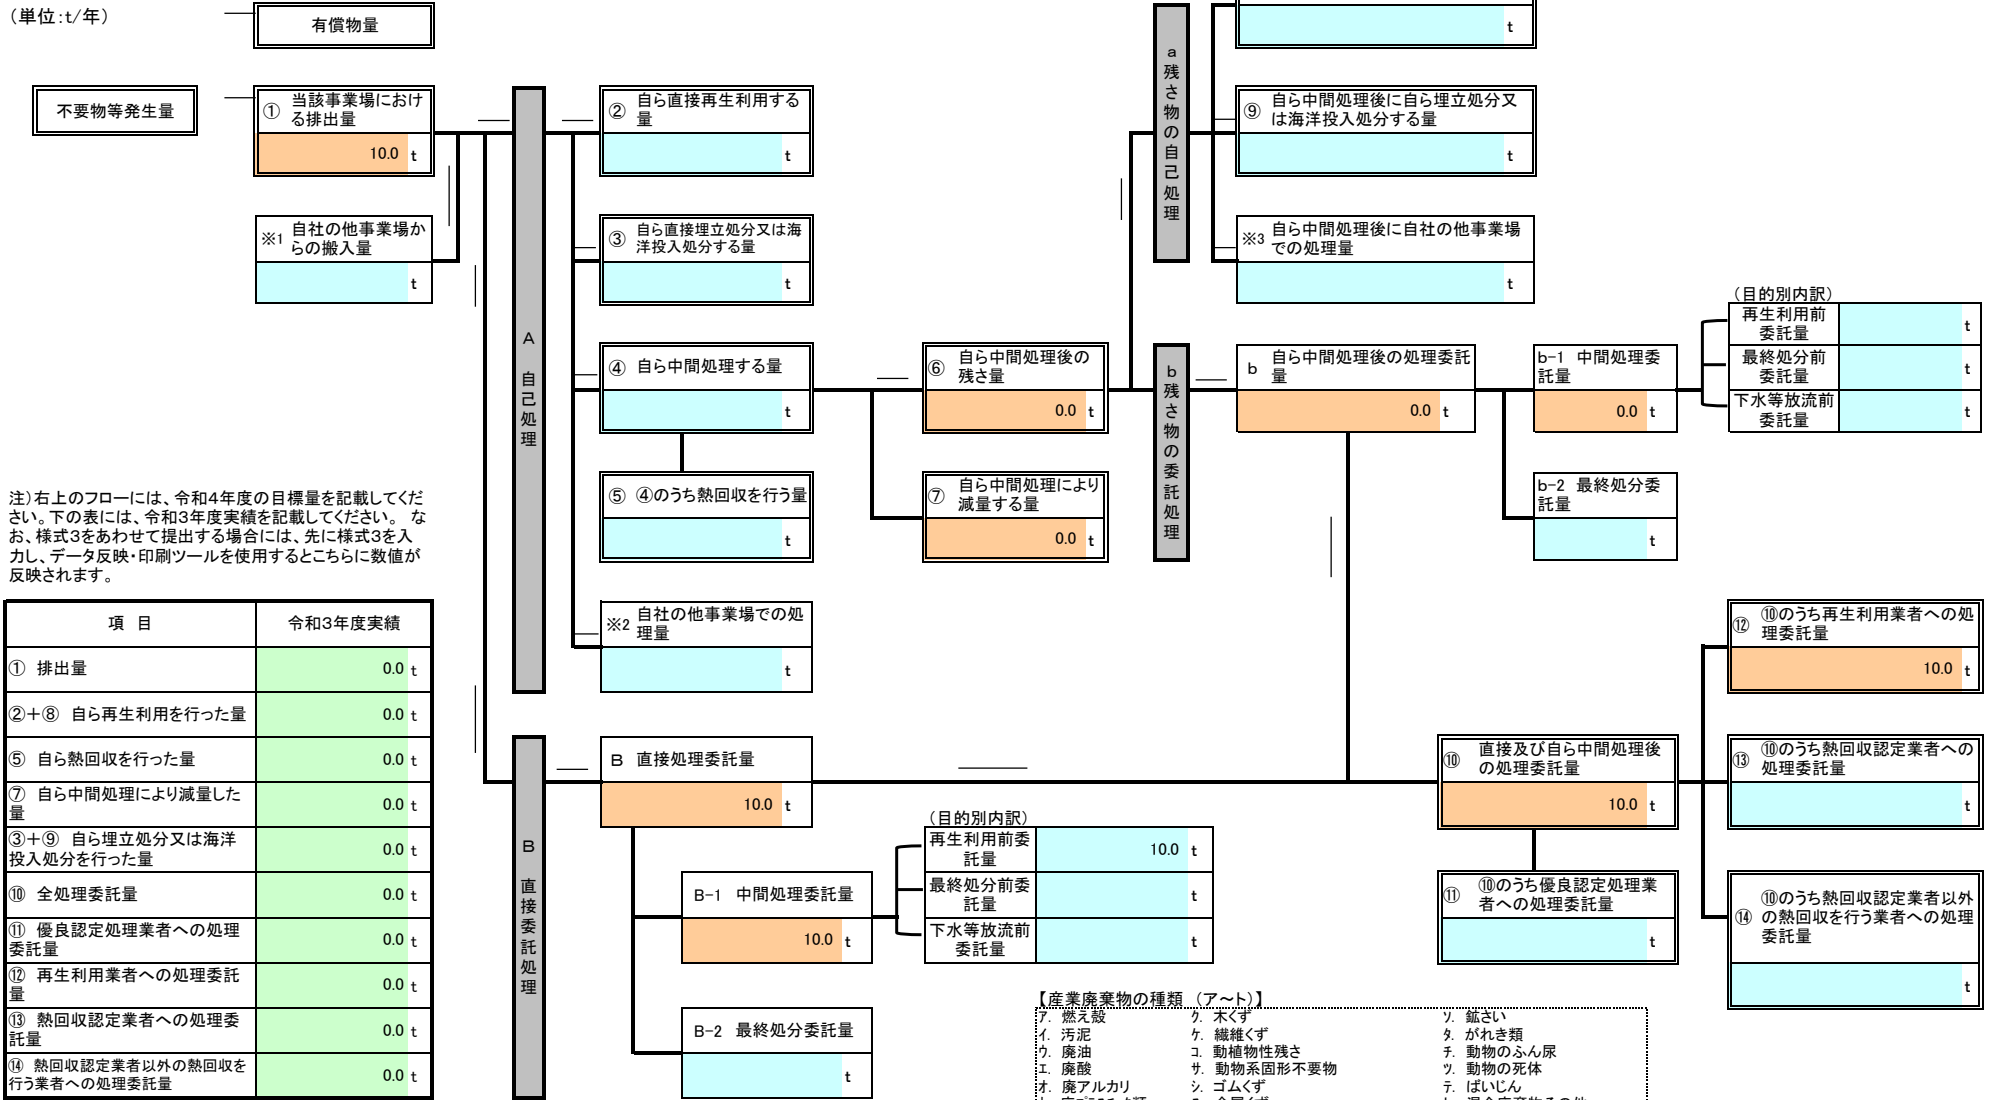 (単位:t/年)
有償物量
t
不要物等発生量
① 当該事業場におけ
る排出量
10.0 t
※1 自社の他事業場か
らの搬入量
t
A 自己処理
② 自ら直接再生利用する
量
t
③ 自ら直接埋立処分又は海
洋投入処分する量
t
④ 自ら中間処理する量
t
⑤ ④のうち熱回収を行う量
t
※2 自社の他事業場での処
理量
t
⑥ 自ら中間処理後の
残さ量
0.0 t
⑦ 自ら中間処理により
減量する量
0.0 t
a 残さ物の自己処理
⑨ 自ら中間処理後に自ら埋立処分又
は海洋投入処分する量
t
※3 自ら中間処理後に自社の他事業場
での処理量
t
b 残さ物の委託処理
b 自ら中間処理後の処理委託
量
0.0 t
b-1 中間処理委
託量
0.0 t
b-2 最終処分委
託量
t
(目的別内訳)
再生利用前
委託量
t
最終処分前
委託量
t
下水等放流前
委託量
t
注)右上のフローには、令和4年度の目標量を記載してくだ
さい。下の表には、令和3年度実績を記載してください。 な
お、様式3をあわせて提出する場合には、先に様式3を入
力し、データ反映・印刷ツールを使用するとこちらに数値が
反映されます。
項 目 令和3年度実績
① 排出量 0.0 t
②+⑧ 自ら再生利用を行った量 0.0 t
⑤ 自ら熱回収を行った量 0.0 t
⑦ 自ら中間処理により減量した
量 0.0 t
③+⑨ 自ら埋立処分又は海洋
投入処分を行った量 0.0 t
⑩ 全処理委託量 0.0 t
⑪ 優良認定処理業者への処理
委託量 0.0 t
⑫ 再生利用業者への処理委託
量 0.0 t
⑬ 熱回収認定業者への処理委
託量 0.0 t
⑭ 熱回収認定業者以外の熱回収を
行う業者への処理委託量 0.0 t
B 直接委託処理
B 直接処理委託量
10.0 t
B-1 中間処理委託量
10.0 t
B-2 最終処分委託量
t
(目的別内訳)
再生利用前委
託量
10.0 t
最終処分前委
託量
t
下水等放流前
委託量
t
⑩ 直接及び自ら中間処理後
の処理委託量
10.0 t
⑪ ⑩のうち優良認定処理業
者への処理委託量
t
⑫ ⑩のうち再生利用業者への処
理委託量
10.0 t
⑬ ⑩のうち熱回収認定業者への
処理委託量
t
⑭ ⑩のうち熱回収認定業者以外
の熱回収を行う業者への処理
委託量
t
【産業廃棄物の種類 (ア~ト)】
ア. 燃え殻 ク. 木くず ソ. 鉱さい
イ. 汚泥 ケ. 繊維くず タ. がれき類
ウ. 廃油 コ. 動植物性残さ チ. 動物のふん尿
エ. 廃酸 サ. 動物系固形不要物 ツ. 動物の死体
オ. 廃アルカリ シ. ゴムくず テ. ばいじん